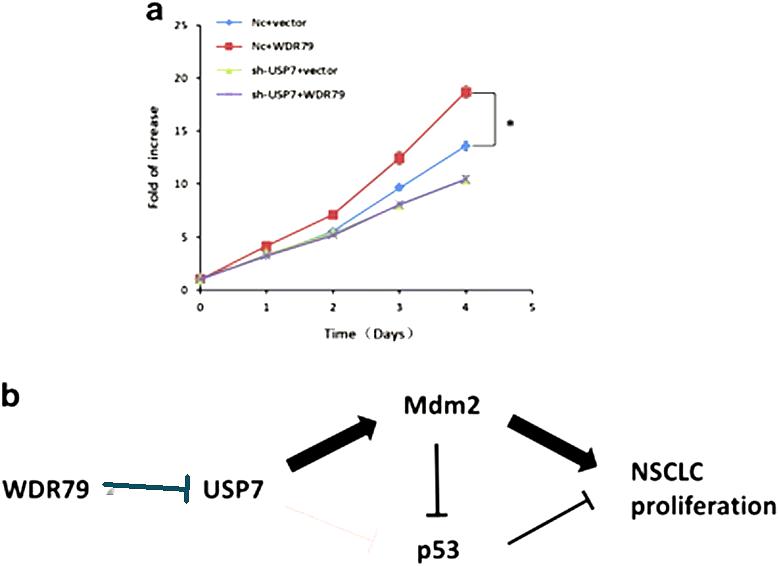 a
25
20
15
10
5
0
Fold of increase
Nc+vector
Nc+WDR79
sh-USP7+vector
sh-USP7+WDR79
*
0 1 2 3 4 5
Time (Days)
b
Mdm2
WDR79 USP7
NSCLC
proliferation
p53